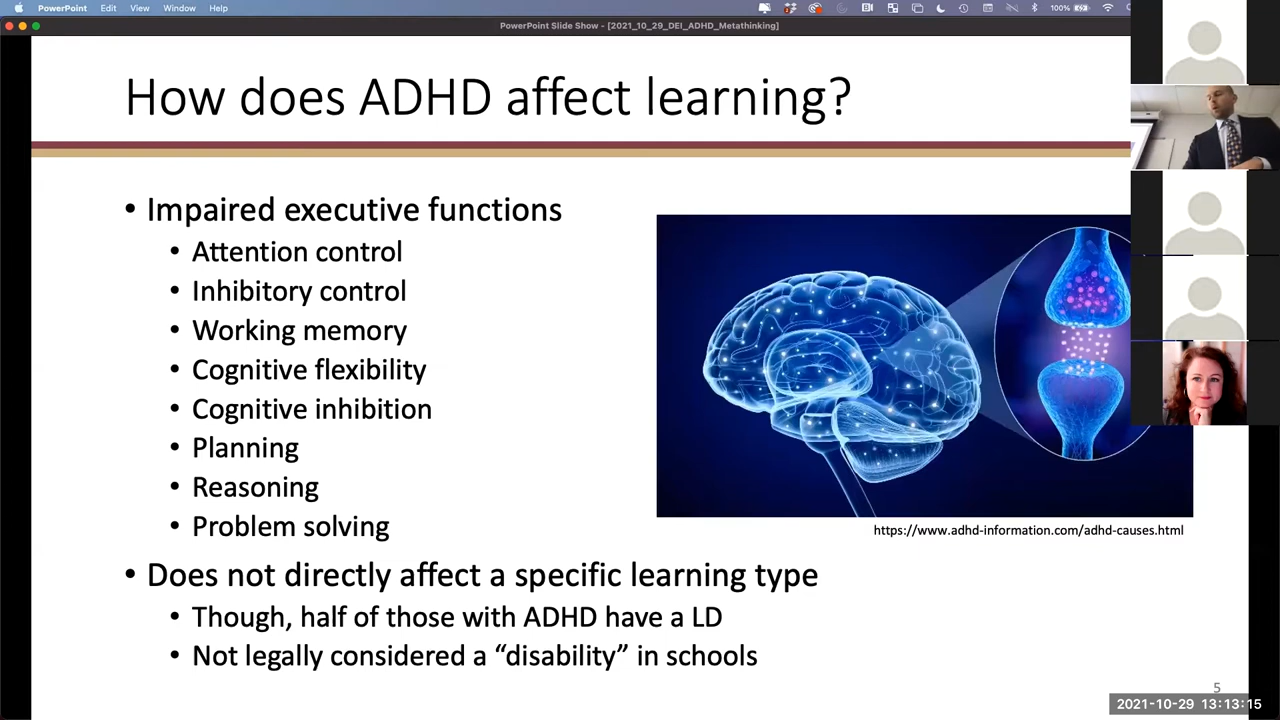 PowerPoint Edit View Window Help 100%
PowerPoint Slide Show - [2021_10_29_DEI_ADHD_Metathinking]
How does ADHD affect learning?
• Impaired executive functions
• Attention control
• Inhibitory control
• Working memory
• Cognitive flexibility
• Cognitive inhibition
• Planning
• Reasoning
• Problem solving
https://www.adhd-information.com/adhd-causes.html
• Does not directly affect a specific learning type
• Though, half of those with ADHD have a LD
• Not legally considered a “disability” in schools
5
2021-10-29 13:13:15